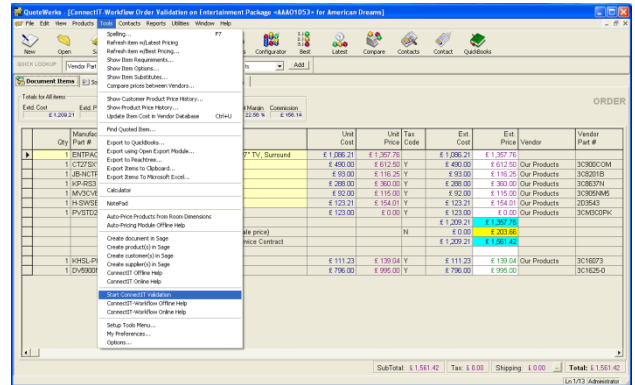 QuoteWerks - [ConnectIT-Workflow Order Validation on Entertainment Package <AAAO1053> for American Dreams]
File Edit View Products Tools Contacts Reports Utilities Window Help
New Open Configurator Best Latest Compare Contacts Contact QuickBooks
QUICK LOOKUP Vendor Part Add
Document Items
Totals for All items
Extd. Cost Extd. P Margin Commission
£ 1,209.21 22.56 % £ 156.14
ORDER
Spelling... F7
Refresh item w/Latest Pricing
Refresh item w/Best Pricing...
Show Item Requirements...
Show Item Options...
Show Item Substitutes...
Compare prices between Vendors...
Show Customer Product Price History...
Show Product Price History...
Update Item Cost in Vendor Database Ctrl+U
Find Quoted Item...
Export to QuickBooks...
Export using Open Export Module...
Export to Peachtree...
Export Items to Clipboard...
Export Items To Microsoft Excel...
Calculator
NotePad
Auto-Price Products from Room Dimensions
Auto-Pricing Module Offline Help
Create document in Sage
Create product(s) in Sage
Create customer(s) in Sage
Create supplier(s) in Sage
ConnectIT Offline Help
ConnectIT Online Help
Start ConnectIT Validation
ConnectIT-Workflow Offline Help
ConnectIT-Workflow Online Help
Setup Tools Menu...
My Preferences...
Options...
Qty Manufac Part # Unit Cost Unit Price Tax Code Ext. Cost Ext. Price Vendor Vendor Part #
1 ENTPAC 7" TV, Surround £ 1,086.21 £ 1,357.76 £ 1,086.21 £ 1,357.76
1 CT27SX £ 490.00 £ 612.50 Y £ 490.00 £ 612.50 Our Products 3C900COM
1 JB-NCTF £ 93.00 £ 116.25 Y £ 93.00 £ 116.25 Our Products 3C8201B
1 KP-RS3 £ 288.00 £ 360.00 Y £ 288.00 £ 360.00 Our Products 3C8637N
1 MV3CVE £ 92.00 £ 115.00 Y £ 92.00 £ 115.00 Our Products 3C905NM5
1 H-SWSE £ 123.21 £ 154.01 Y £ 123.21 £ 154.01 Our Products 2D3543
1 PVSTD2 £ 123.00 £ 0.00 Y £ 123.00 £ 0.00 Our Products 3CM3C0PK
£ 1,209.21 £ 1,357.76
ale price) N £ 0.00 £ 203.66
vice Contract £ 1,209.21 £ 1,561.42
1 KHSL-P £ 111.23 £ 139.04 Y £ 111.23 £ 139.04 Our Products 3C16073
1 DV6900 £ 796.00 £ 995.00 Y £ 796.00 £ 995.00 3C1625-0
SubTotal: £ 1,561.42 Tax: £ 0.00 Shipping: £ 0.00 Total: £ 1,561.42
Ln 1/13 Administrator